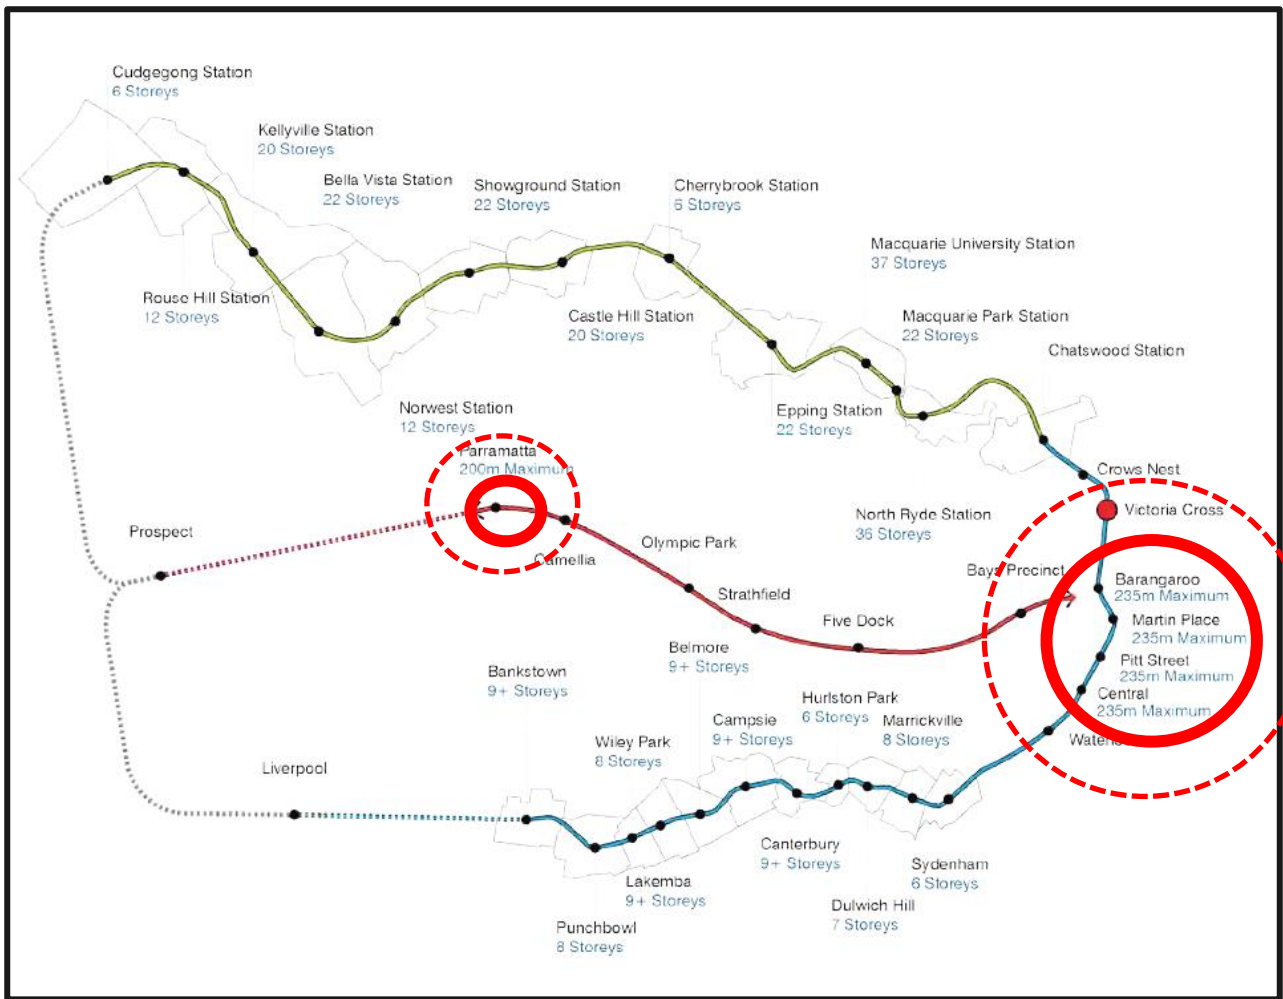 Cudgegong Station
6 Storeys
Kellyville Station
20 Storeys
Bella Vista Station
22 Storeys
Showground Station
22 Storeys
Cherrybrook Station
6 Storeys
Macquarie University Station
37 Storeys
Rouse Hill Station
12 Storeys
Castle Hill Station
20 Storeys
Macquarie Park Station
22 Storeys
Chatswood Station
Norwest Station
12 Storeys
Epping Station
22 Storeys
Parramatta
200m Maximum
Crows Nest
Victoria Cross
North Ryde Station
36 Storeys
Prospect
Camellia
Olympic Park
Bays Precinct
Strathfield
Barangaroo
235m Maximum
Five Dock
Martin Place
235m Maximum
Belmore
9+ Storeys
Pitt Street
235m Maximum
Bankstown
9+ Storeys
Hurlston Park
6 Storeys
Central
235m Maximum
Campsie
9+ Storeys
Marrickville
8 Storeys
Wiley Park
8 Storeys
Liverpool
Canterbury
9+ Storeys
Sydenham
6 Storeys
Lakemba
9+ Storeys
Dulwich Hill
7 Storeys
Punchbowl
8 Storeys